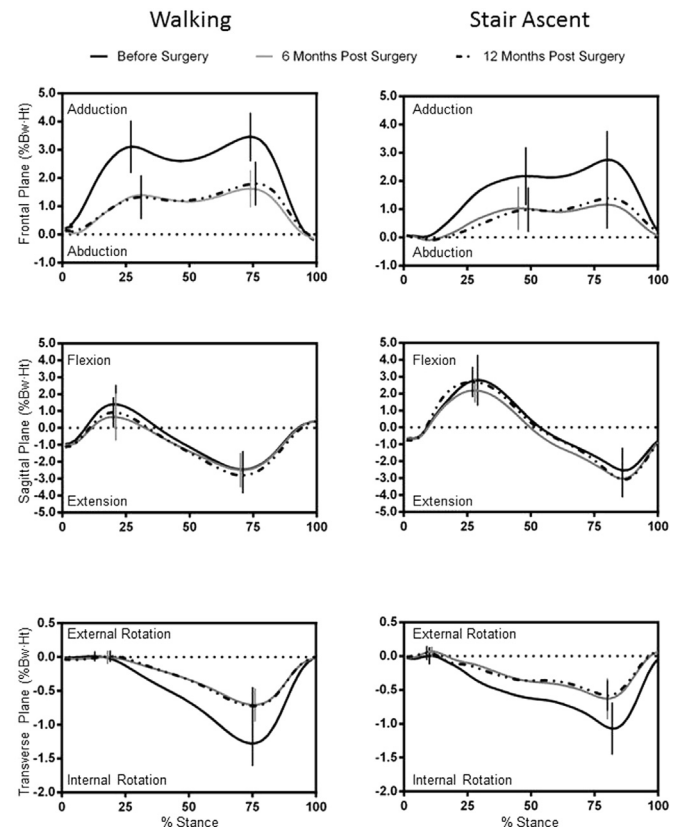 Walking Stair Ascent
Before Surgery 6 Months Post Surgery 12 Months Post Surgery
Frontal Plane (%Bw·Ht)
5.0
4.0
3.0
2.0
1.0
0.0
-1.0
Adduction
Abduction
0 25 50 75 100
5.0
4.0
3.0
2.0
1.0
0.0
-1.0
Adduction
Abduction
0 25 50 75 100
Sagittal Plane (%Bw·Ht)
5.0
4.0
3.0
2.0
1.0
0.0
-1.0
-2.0
-3.0
-4.0
-5.0
Flexion
Extension
0 25 50 75 100
5.0
4.0
3.0
2.0
1.0
0.0
-1.0
-2.0
-3.0
-4.0
-5.0
Flexion
Extension
0 25 50 75 100
Transverse Plane (%Bw·Ht)
0.5
0.0
-0.5
-1.0
-1.5
-2.0
External Rotation
Internal Rotation
0 25 50 75 100
% Stance
0.5
0.0
-0.5
-1.0
-1.5
-2.0
External Rotation
Internal Rotation
0 25 50 75 100
% Stance